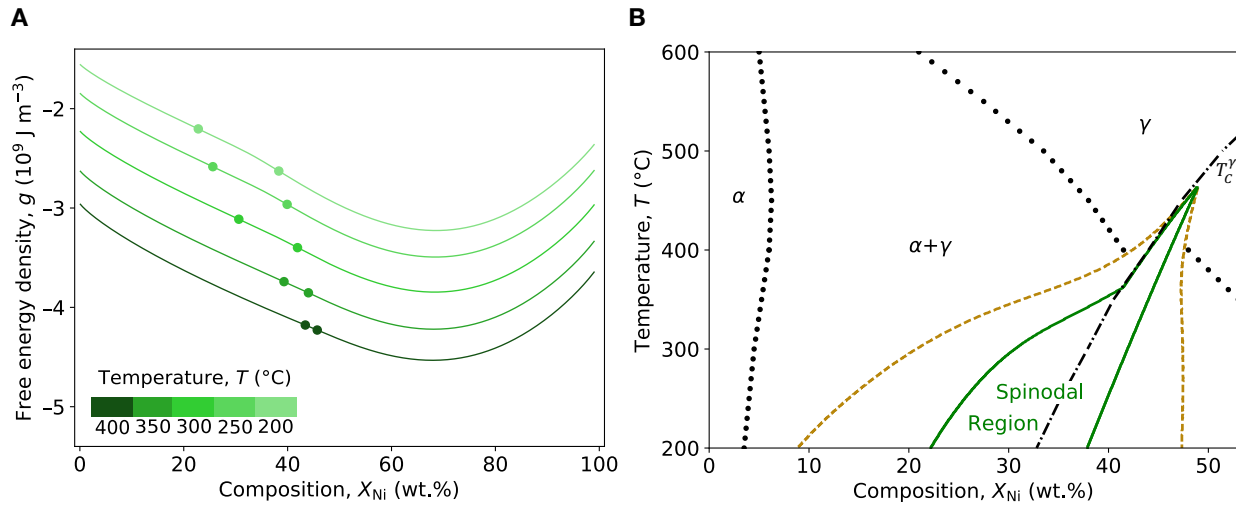 A
Free energy density, g (10⁹ J m⁻³)
−2
−3
−4
−5
Temperature, T (°C)
400 350 300 250 200
0 20 40 60 80 100
Composition, X_Ni (wt.%)
B
Temperature, T (°C)
600
500
400
300
200
γ
α
α+γ
T_c^γ
Spinodal
Region
0 10 20 30 40 50
Composition, X_Ni (wt.%)